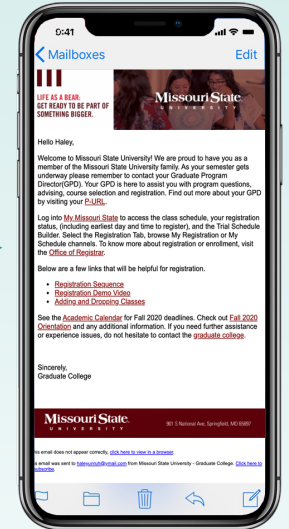 9:41
Mailboxes
Edit
LIFE AS A BEAR:
GET READY TO BE PART OF
SOMETHING BIGGER.
Missouri State
UNIVERSITY
Hello Haley,
Welcome to Missouri State University! We are proud to have you as a
member of the Missouri State University family. As your semester gets
underway please remember to contact your Graduate Program
Director(GPD). Your GPD is here to assist you with program questions,
advising, course selection and registration. Find out more about your GPD
by visiting your P-URL.
Log into My Missouri State to access the class schedule, your registration
status, (including earliest day and time to register), and the Trial Schedule
Builder. Select the Registration Tab, browse My Registration or My
Schedule channels. To know more about registration or enrollment, visit
the Office of Registrar.
Below are a few links that will be helpful for registration.
• Registration Sequence
• Registration Demo Video
• Adding and Dropping Classes
See the Academic Calendar for Fall 2020 deadlines. Check out Fall 2020
Orientation and any additional information. If you need further assistance
or experience issues, do not hesitate to contact the graduate college.
Sincerely,
Graduate College
Missouri State
UNIVERSITY
901 S National Ave, Springfield, MO 65897
his email does not appear correctly, click here to view in a browser.
s email was sent to from Missouri State University - Graduate College. Click here to
subscribe.